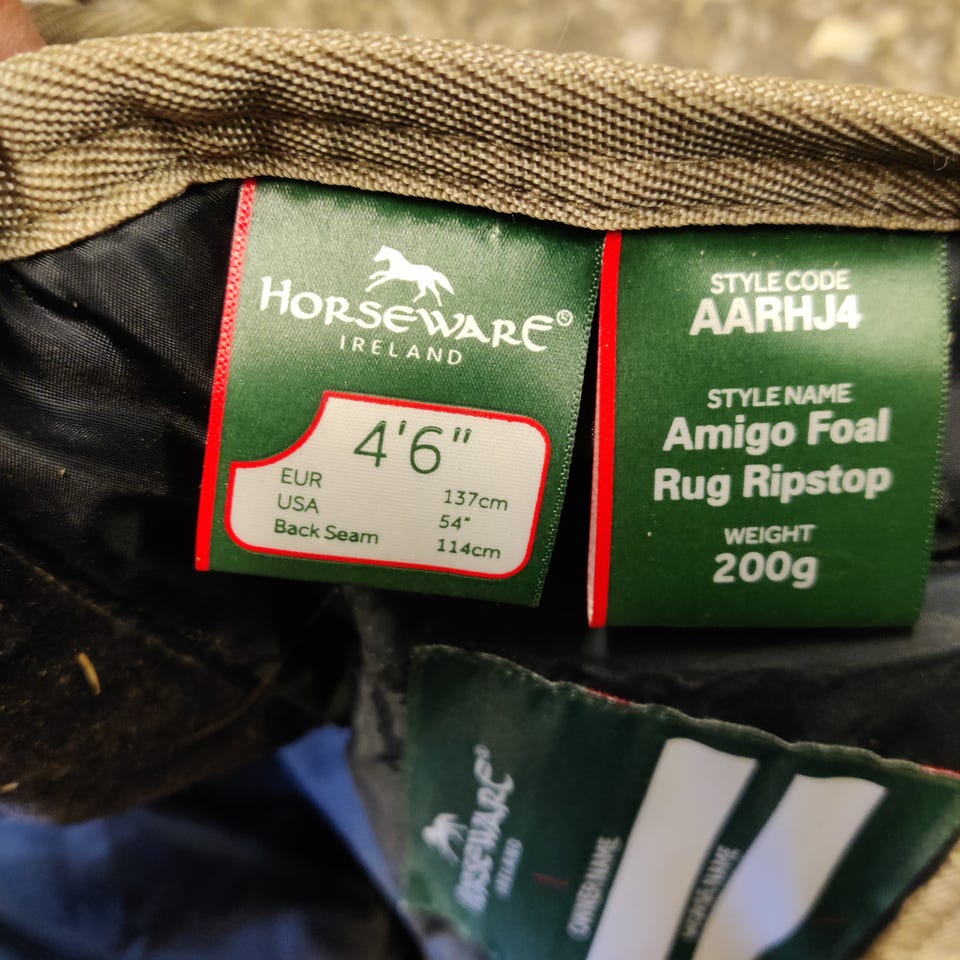 HORSEWARE®
IRELAND
4'6"
EUR 137cm
USA 54"
Back Seam 114cm
STYLE CODE
AARHJ4
STYLE NAME
Amigo Foal
Rug Ripstop
WEIGHT
200g
HORSEWARE®
IRELAND
OWNER NAME
HORSE NAME